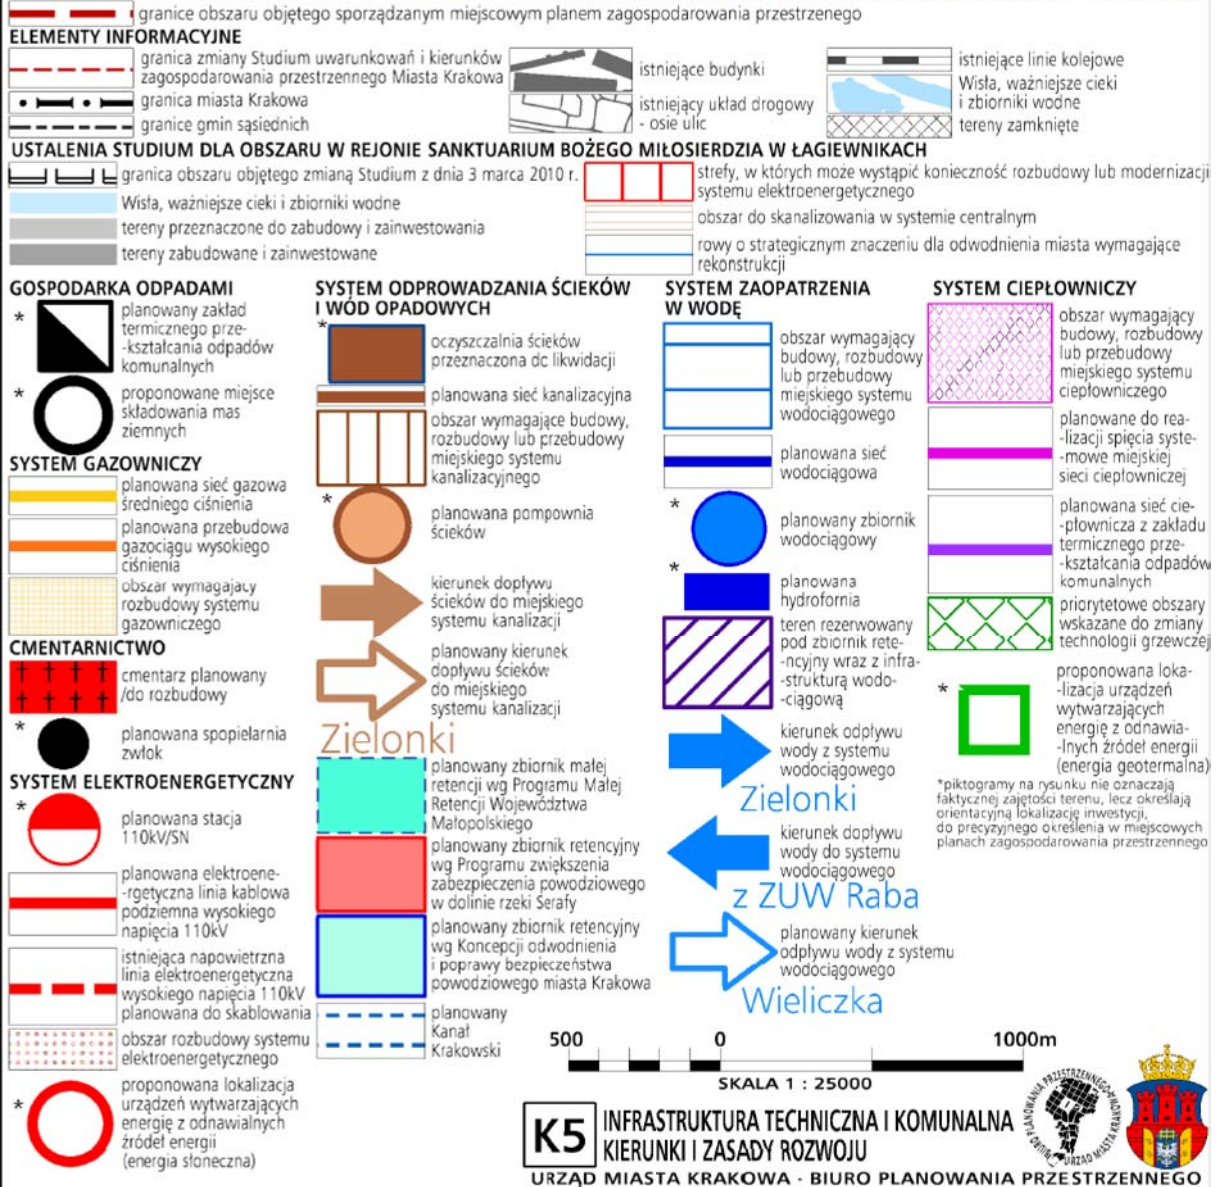 granice obszaru objętego sporządzanym miejscowym planem zagospodarowania przestrzenego
ELEMENTY INFORMACYJNE
granica zmiany Studium uwarunkowań i kierunków
zagospodarowania przestrzennego Miasta Krakowa
granica miasta Krakowa
granice gmin sąsiednich
istniejące budynki
istniejący układ drogowy
- osie ulic
istniejące linie kolejowe
Wisła, ważniejsze cieki
i zbiorniki wodne
tereny zamknięte
USTALENIA STUDIUM DLA OBSZARU W REJONIE SANKTUARIUM BOŻEGO MIŁOSIERDZIA W ŁAGIEWNIKACH
granica obszaru objętego zmianą Studium z dnia 3 marca 2010 r.
Wisła, ważniejsze cieki i zbiorniki wodne
tereny przeznaczone do zabudowy i zainwestowania
tereny zabudowane i zainwestowane
strefy, w których może wystąpić konieczność rozbudowy lub modernizacji
systemu elektroenergetycznego
obszar do skanalizowania w systemie centralnym
rowy o strategicznym znaczeniu dla odwodnienia miasta wymagające
rekonstrukcji
GOSPODARKA ODPADAMI
*
planowany zakład
termicznego prze-
-kształcania odpadów
komunalnych
*
proponowane miejsce
składowania mas
ziemnych
SYSTEM GAZOWNICZY
planowana sieć gazowa
średniego ciśnienia
planowana przebudowa
gazociągu wysokiego
ciśnienia
obszar wymagający
rozbudowy systemu
gazowniczego
CMENTARNICTWO
cmentarz planowany
/do rozbudowy
*
planowana spopielarnia
zwłok
SYSTEM ELEKTROENERGETYCZNY
*
planowana stacja
110kV/SN
planowana elektroene-
-rgetyczna linia kablowa
podziemna wysokiego
napięcia 110kV
istniejąca napowietrzna
linia elektroenergetyczna
wysokiego napięcia 110kV
planowana do skablowania
obszar rozbudowy systemu
elektroenergetycznego
*
proponowana lokalizacja
urządzeń wytwarzających
energię z odnawialnych
źródeł energii
(energia słoneczna)
SYSTEM ODPROWADZANIA ŚCIEKÓW
I WÓD OPADOWYCH
*
oczyszczalnia ścieków
przeznaczona dc likwidacji
planowana sieć kanalizacyjna
obszar wymagające budowy,
rozbudowy lub przebudowy
miejskiego systemu
kanalizacyjnego
*
planowana pompownia
ścieków
kierunek dopływu
ścieków do miejskiego
systemu kanalizacji
planowany kierunek
dopływu ścieków
do miejskiego
systemu kanalizacji
Zielonki
planowany zbiornik małej
retencji wg Programu Małej
Retencji Województwa
Małopolskiego
planowany zbiornik retencyjny
wg Programu zwiększenia
zabezpieczenia powodziowego
w dolinie rzeki Serafy
planowany zbiornik retencyjny
wg Koncepcji odwodnienia
i poprawy bezpieczeństwa
powodziowego miasta Krakowa
planowany
Kanał
Krakowski
SYSTEM ZAOPATRZENIA
W WODĘ
obszar wymagający
budowy, rozbudowy
lub przebudowy
miejskiego systemu
wodociągowego
planowana sieć
wodociągowa
*
planowany zbiornik
wodociągowy
*
planowana
hydrofornia
teren rezerwowany
pod zbiornik rete-
-ncyjny wraz z infra-
-strukturą wodo-
-ciągową
kierunek odpływu
wody z systemu
wodociągowego
Zielonki
kierunek dopływu
wody do systemu
wodociągowego
z ZUW Raba
planowany kierunek
odpływu wody z systemu
wodociągowego
Wieliczka
SYSTEM CIEPŁOWNICZY
obszar wymagający
budowy, rozbudowy
lub przebudowy
miejskiego systemu
ciepłowniczego
planowane do rea-
-lizacji spięcia syste-
-mowe miejskiej
sieci ciepłowniczej
planowana sieć cie-
-płownicza z zakładu
termicznego prze-
-kształcania odpadów
komunalnych
priorytetowe obszary
wskazane do zmiany
technologii grzewczej
*
proponowana loka-
-lizacja urządzeń
wytwarzających
energię z odnawia-
-lnych źródeł energii
(energia geotermalna)
*piktogramy na rysunku nie oznaczają
faktycznej zajętości terenu, lecz określają
orientacyjną lokalizację inwestycji,
do precyzyjnego określenia w miejscowych
planach zagospodarowania przestrzennego
500 0 1000m
SKALA 1 : 25000
K5
INFRASTRUKTURA TECHNICZNA I KOMUNALNA
KIERUNKI I ZASADY ROZWOJU
BIURO PLANOWANIA PRZESTRZENNEGO
URZĄD MIASTA KRAKOWA
URZĄD MIASTA KRAKOWA - BIURO PLANOWANIA PRZESTRZENNEGO